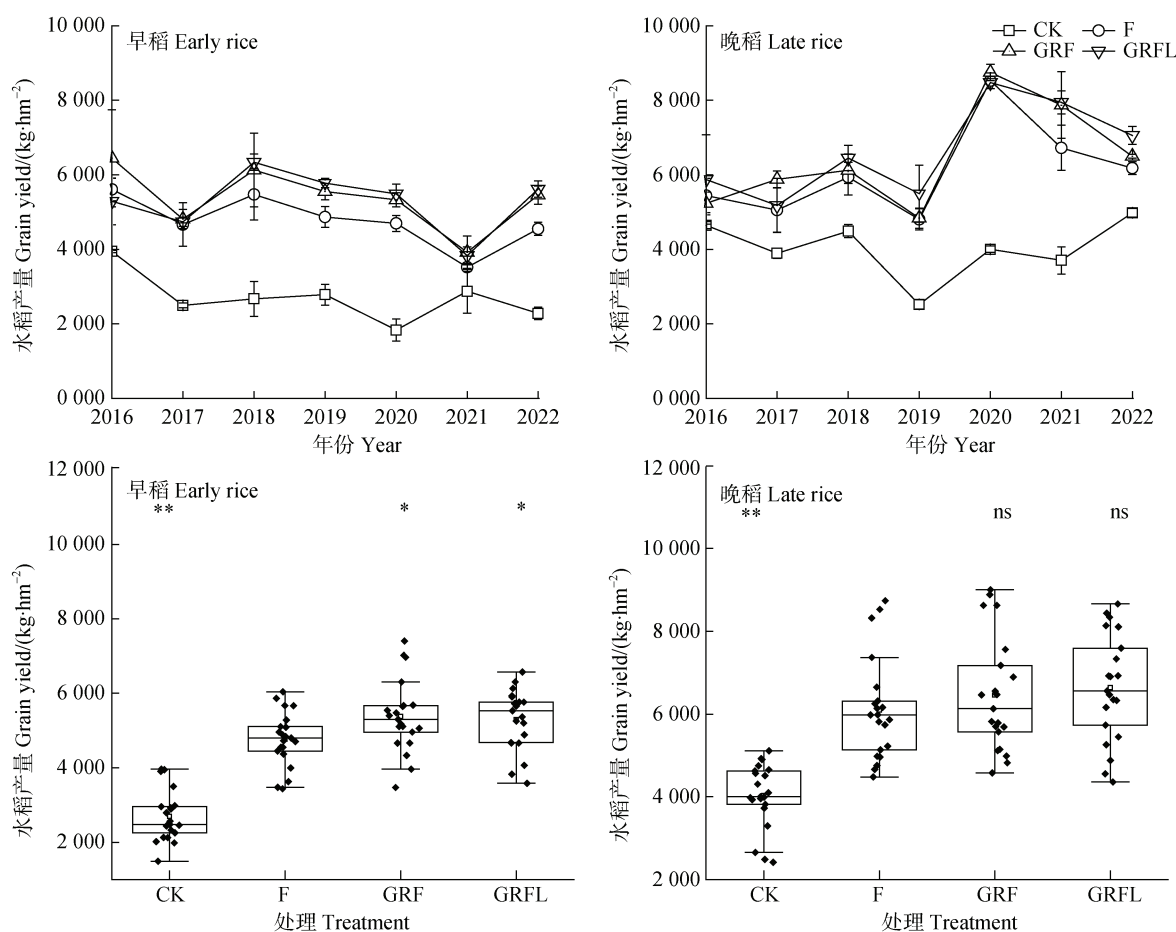 10 000
8 000
6 000
4 000
2 000
0 000
水稻产量 Grain yield/(kg·hm⁻²)
早稻 Early rice
2016 2017 2018 2019 2020 2021 2022
年份 Year
10 000
8 000
6 000
4 000
2 000
0 000
水稻产量 Grain yield/(kg·hm⁻²)
晚稻 Late rice
CK F
GRF GRFL
2016 2017 2018 2019 2020 2021 2022
年份 Year
12 000
10 000
8 000
6 000
4 000
2 000
水稻产量 Grain yield/(kg·hm⁻²)
早稻 Early rice
** * *
CK F GRF GRFL
处理 Treatment
12 000
10 000
8 000
6 000
4 000
2 000
水稻产量 Grain yield/(kg·hm⁻²)
晚稻 Late rice
** ns ns
CK F GRF GRFL
处理 Treatment